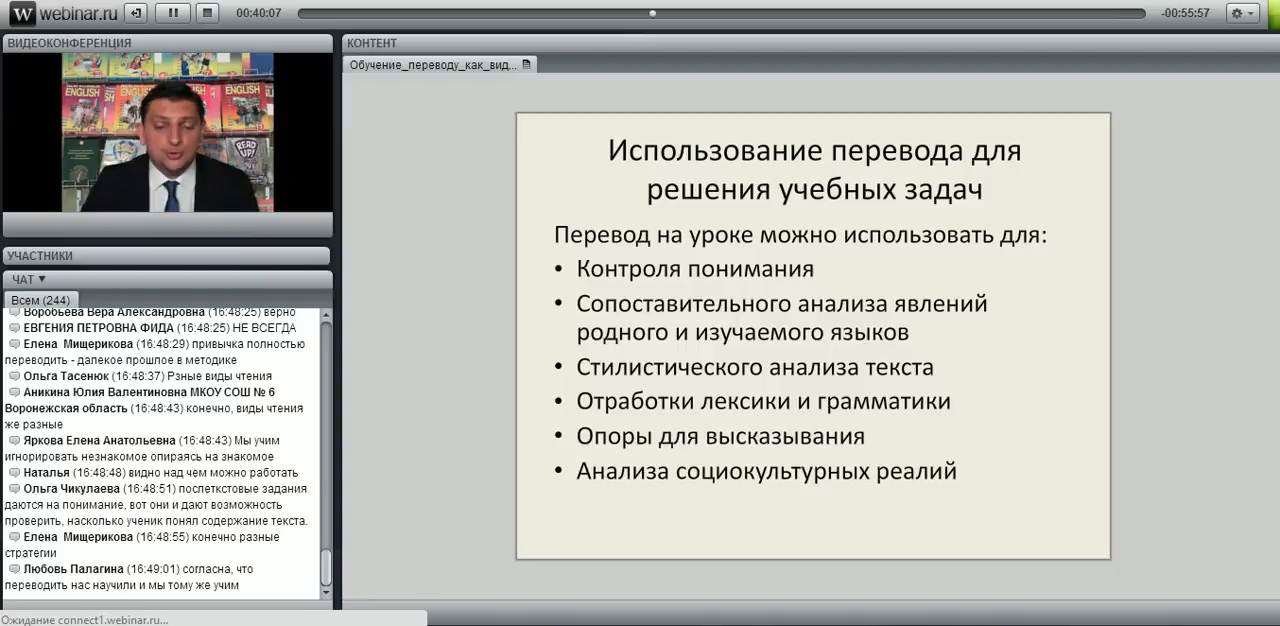 W webinar.ru
00:40:07
-00:55:57
ВИДЕОКОНФЕРЕНЦИЯ
ENGLISH
ENGLISH
ENGLISH
READ UP!
УЧАСТНИКИ
ЧАТ ▼
Всем (244)
Воробьева Вера Александровна (16:48:25) верно
ЕВГЕНИЯ ПЕТРОВНА ФИДА (16:48:25) НЕ ВСЕГДА
Елена Мищерикова (16:48:29) привычка полностью
переводить - далекое прошлое в методике
Ольга Тасенюк (16:48:37) Рзные виды чтения
Аникина Юлия Валентиновна МКОУ СОШ № 6
Воронежская область (16:48:43) конечно, виды чтения
же разные
Яркова Елена Анатольевна (16:48:43) Мы учим
игнорировать незнакомое опираясь на знакомое
Наталья (16:48:48) видно над чем можно работать
Ольга Чикулаева (16:48:51) послеткстовые задания
даются на понимание, вот они и дают возможность
проверить, насколько ученик понял содержание текста.
Елена Мищерикова (16:48:55) конечно разные
стратегии
Любовь Палагина (16:49:01) согласна, что
переводить нас научили и мы тому же учим
Ожидание connect1.webinar.ru...
КОНТЕНТ
Обучение_переводу_как_вид...
Использование перевода для
решения учебных задач
Перевод на уроке можно использовать для:
• Контроля понимания
• Сопоставительного анализа явлений
родного и изучаемого языков
• Стилистического анализа текста
• Отработки лексики и грамматики
• Опоры для высказывания
• Анализа социокультурных реалий